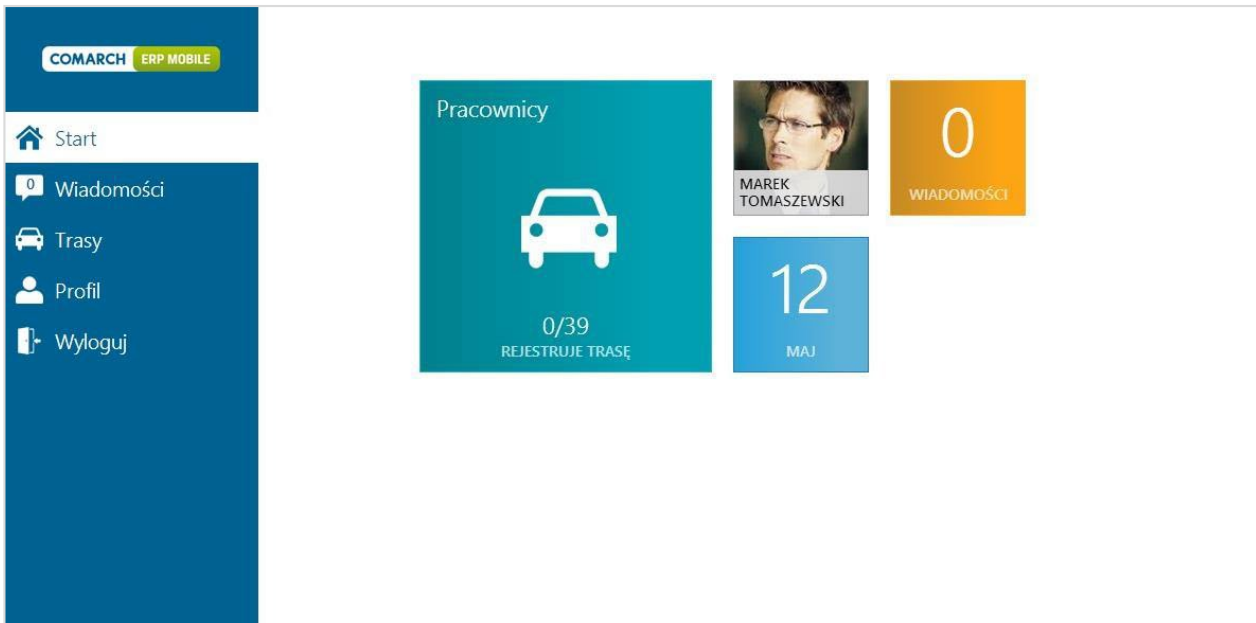 COMARCH ERP MOBILE
Start
0
Wiadomości
Trasy
Profil
Wyloguj
Pracownicy
0/39
REJESTRUJE TRASĘ
MAREK
TOMASZEWSKI
0
WIADOMOŚCI
12
MAJ